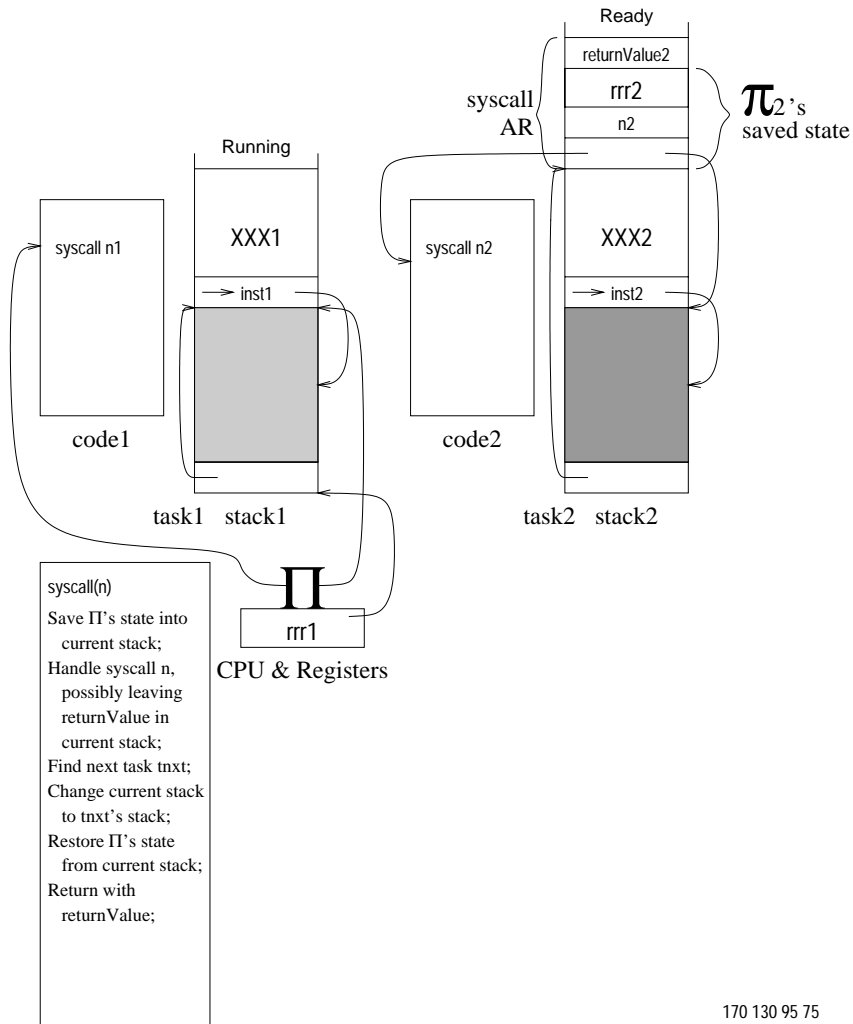 Ready
returnValue2
rrr2
n2
syscall
AR
π2's
saved state
Running
syscall n1
XXX1
inst1
code1
task1 stack1
syscall n2
XXX2
inst2
code2
task2 stack2
Π
rrr1
CPU & Registers
syscall(n)
Save Π's state into
current stack;
Handle syscall n,
possibly leaving
returnValue in
current stack;
Find next task tnxt;
Change current stack
to tnxt's stack;
Restore Π's state
from current stack;
Return with
returnValue;
170 130 95 75